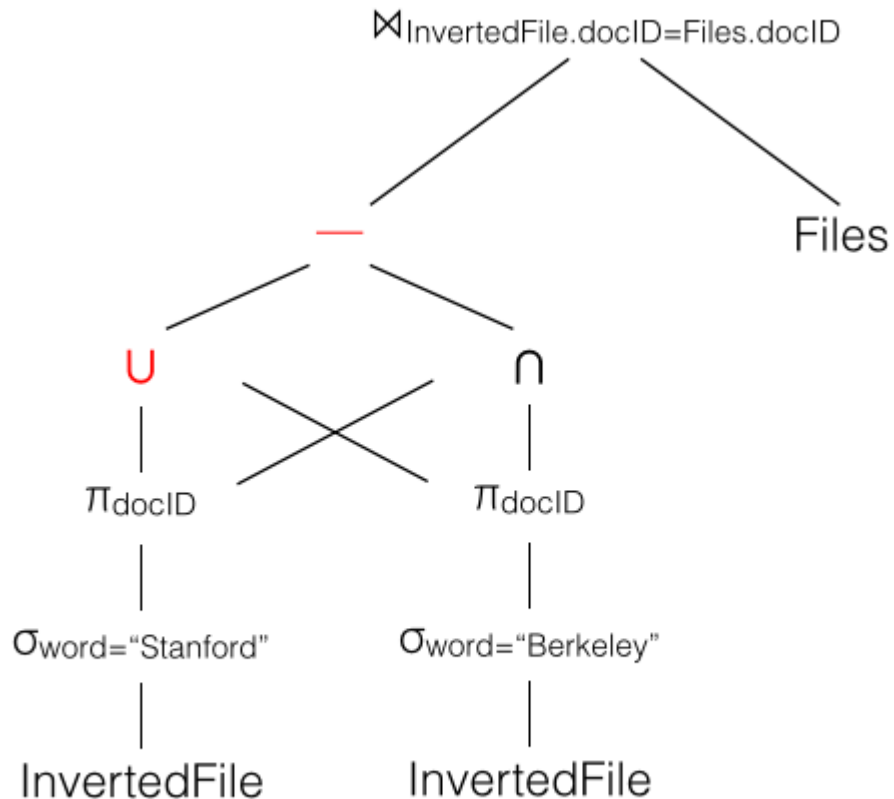 ⋈InvertedFile.docID=Files.docID
— Files
∪ ∩
πdocID πdocID
σword=“Stanford” σword=“Berkeley”
InvertedFile InvertedFile